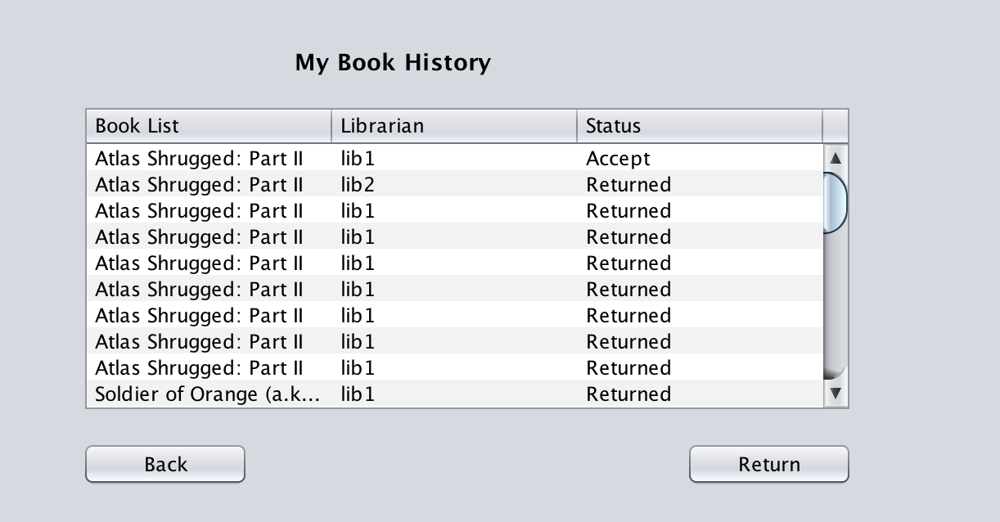 My Book History
Book List Librarian Status
Atlas Shrugged: Part II lib1 Accept
Atlas Shrugged: Part II lib2 Returned
Atlas Shrugged: Part II lib1 Returned
Atlas Shrugged: Part II lib1 Returned
Atlas Shrugged: Part II lib1 Returned
Atlas Shrugged: Part II lib1 Returned
Atlas Shrugged: Part II lib1 Returned
Atlas Shrugged: Part II lib1 Returned
Atlas Shrugged: Part II lib1 Returned
Soldier of Orange (a.k... lib1 Returned
Back Return